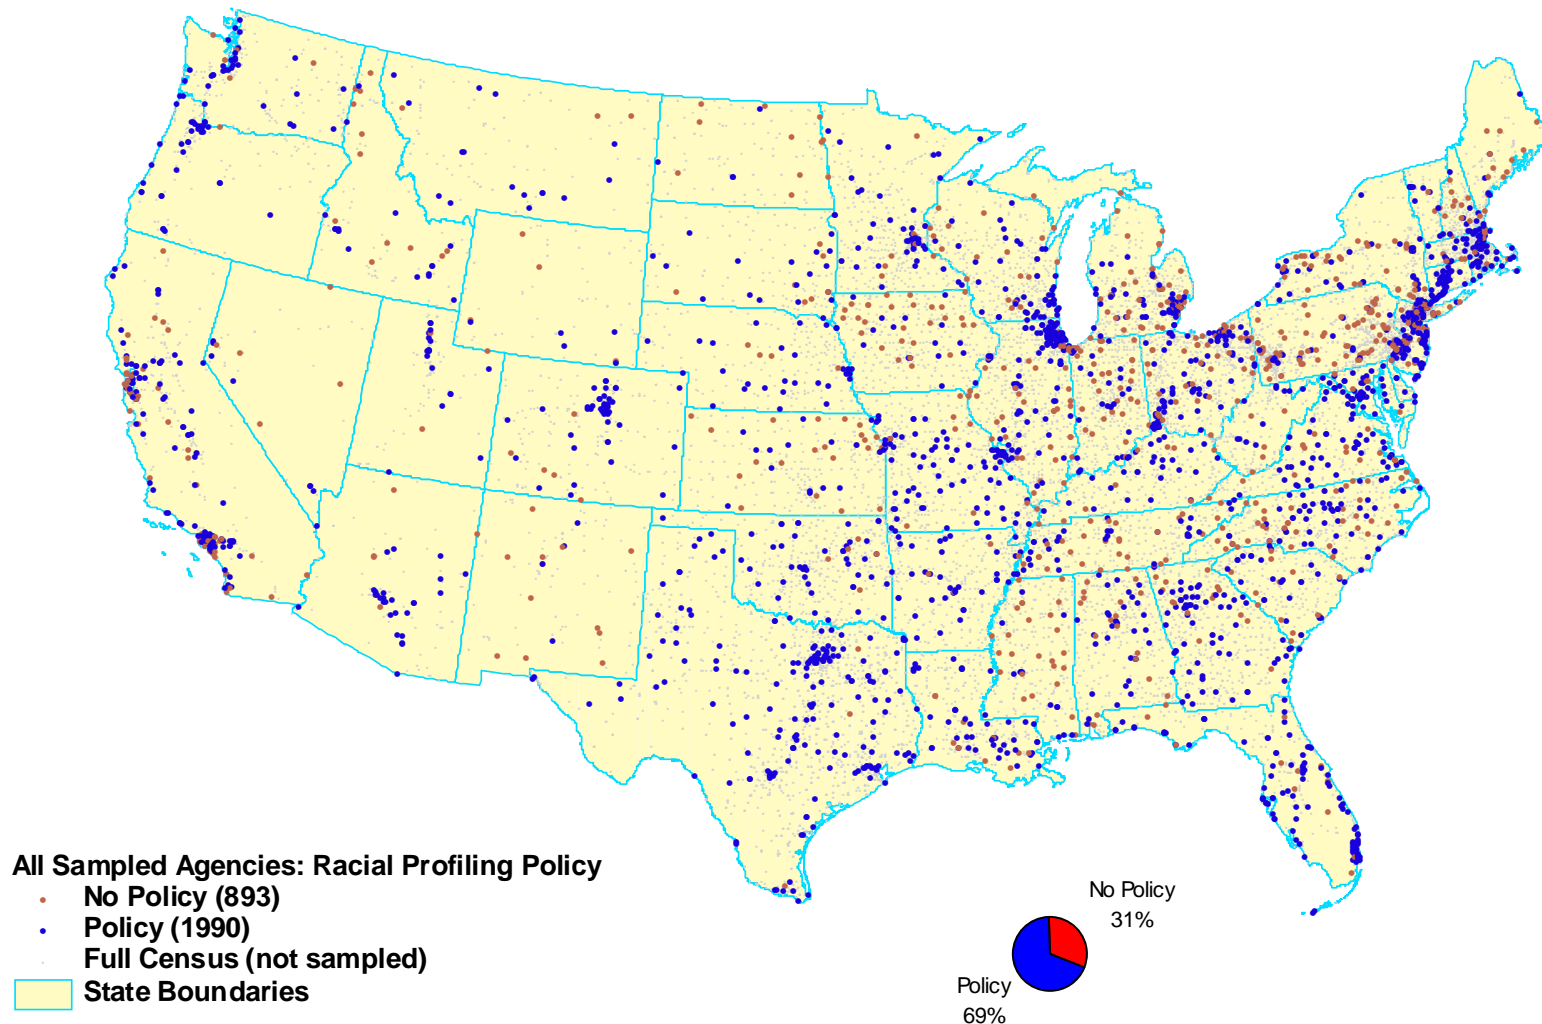 All Sampled Agencies: Racial Profiling Policy
No Policy (893)
Policy (1990)
Full Census (not sampled)
State Boundaries
No Policy
31%
Policy
69%